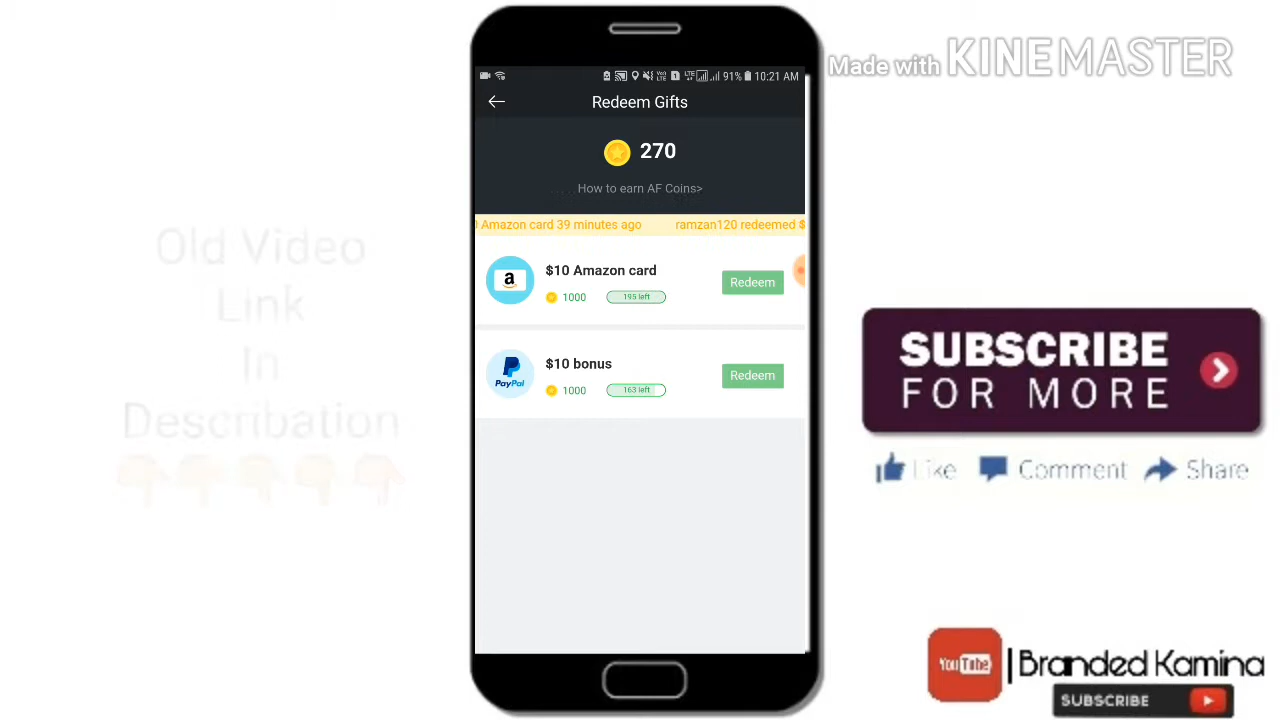 Made with KINEMASTER
91% 10:21 AM
Redeem Gifts
270
How to earn AF Coins>
Amazon card 39 minutes ago ramzan120 redeemed $
a
$10 Amazon card
1000 195 left
Redeem
PayPal
$10 bonus
1000 163 left
Redeem
Old Video
Link
In
Describation
SUBSCRIBE
FOR MORE
Like Comment Share
YouTube
Branded Kamina
SUBSCRIBE